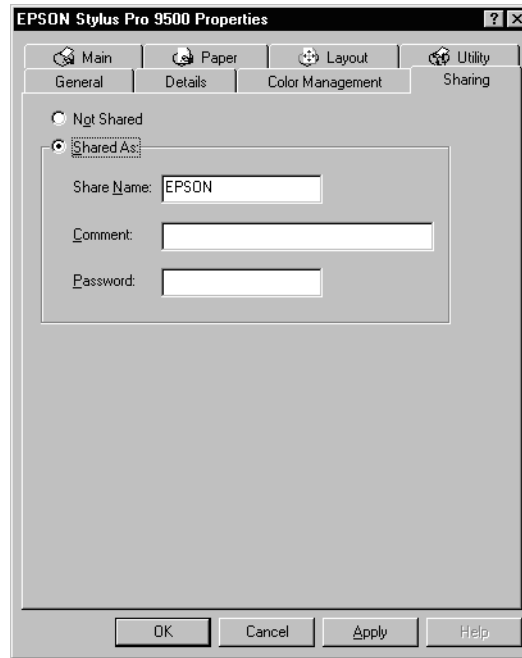 EPSON Stylus Pro 9500 Properties
Main Paper Layout Utility
General Details Color Management Sharing
Not Shared
Shared As:
Share Name: EPSON
Comment:
Password:
OK Cancel Apply Help